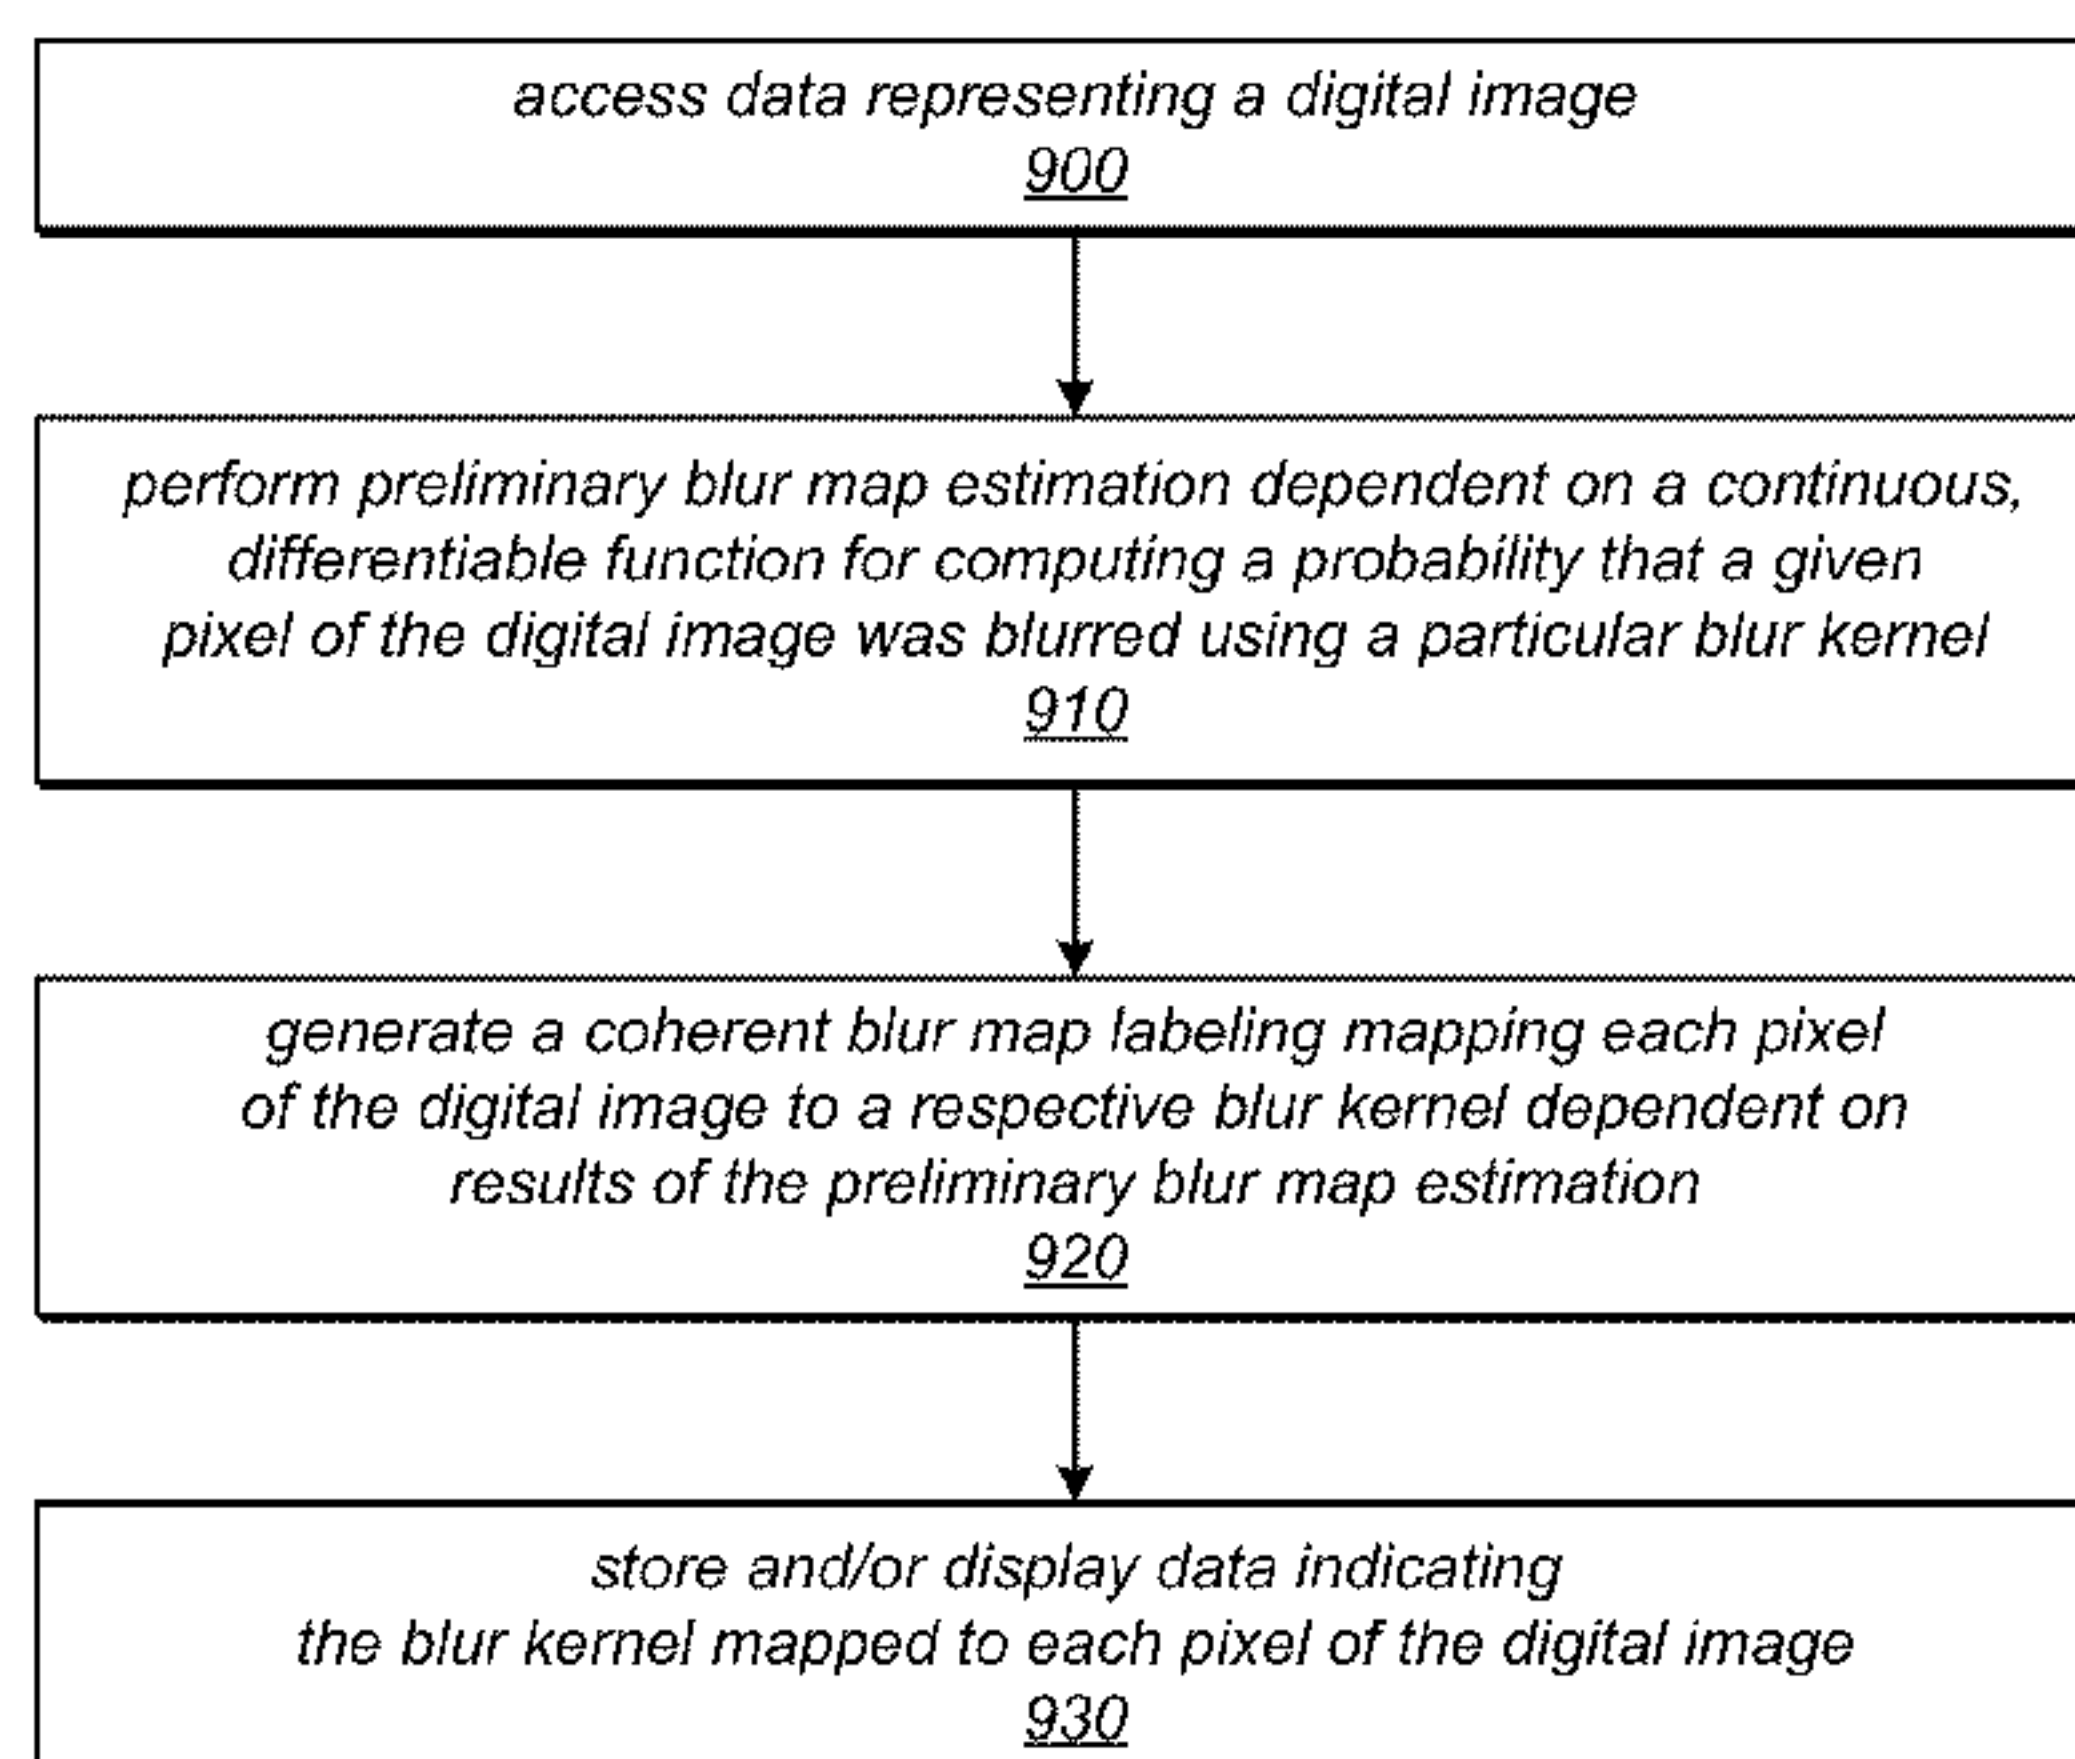 access data representing a digital image
900
perform preliminary blur map estimation dependent on a continuous,
differentiable function for computing a probability that a given
pixel of the digital image was blurred using a particular blur kernel
910
generate a coherent blur map labeling mapping each pixel
of the digital image to a respective blur kernel dependent on
results of the preliminary blur map estimation
920
store and/or display data indicating
the blur kernel mapped to each pixel of the digital image
930